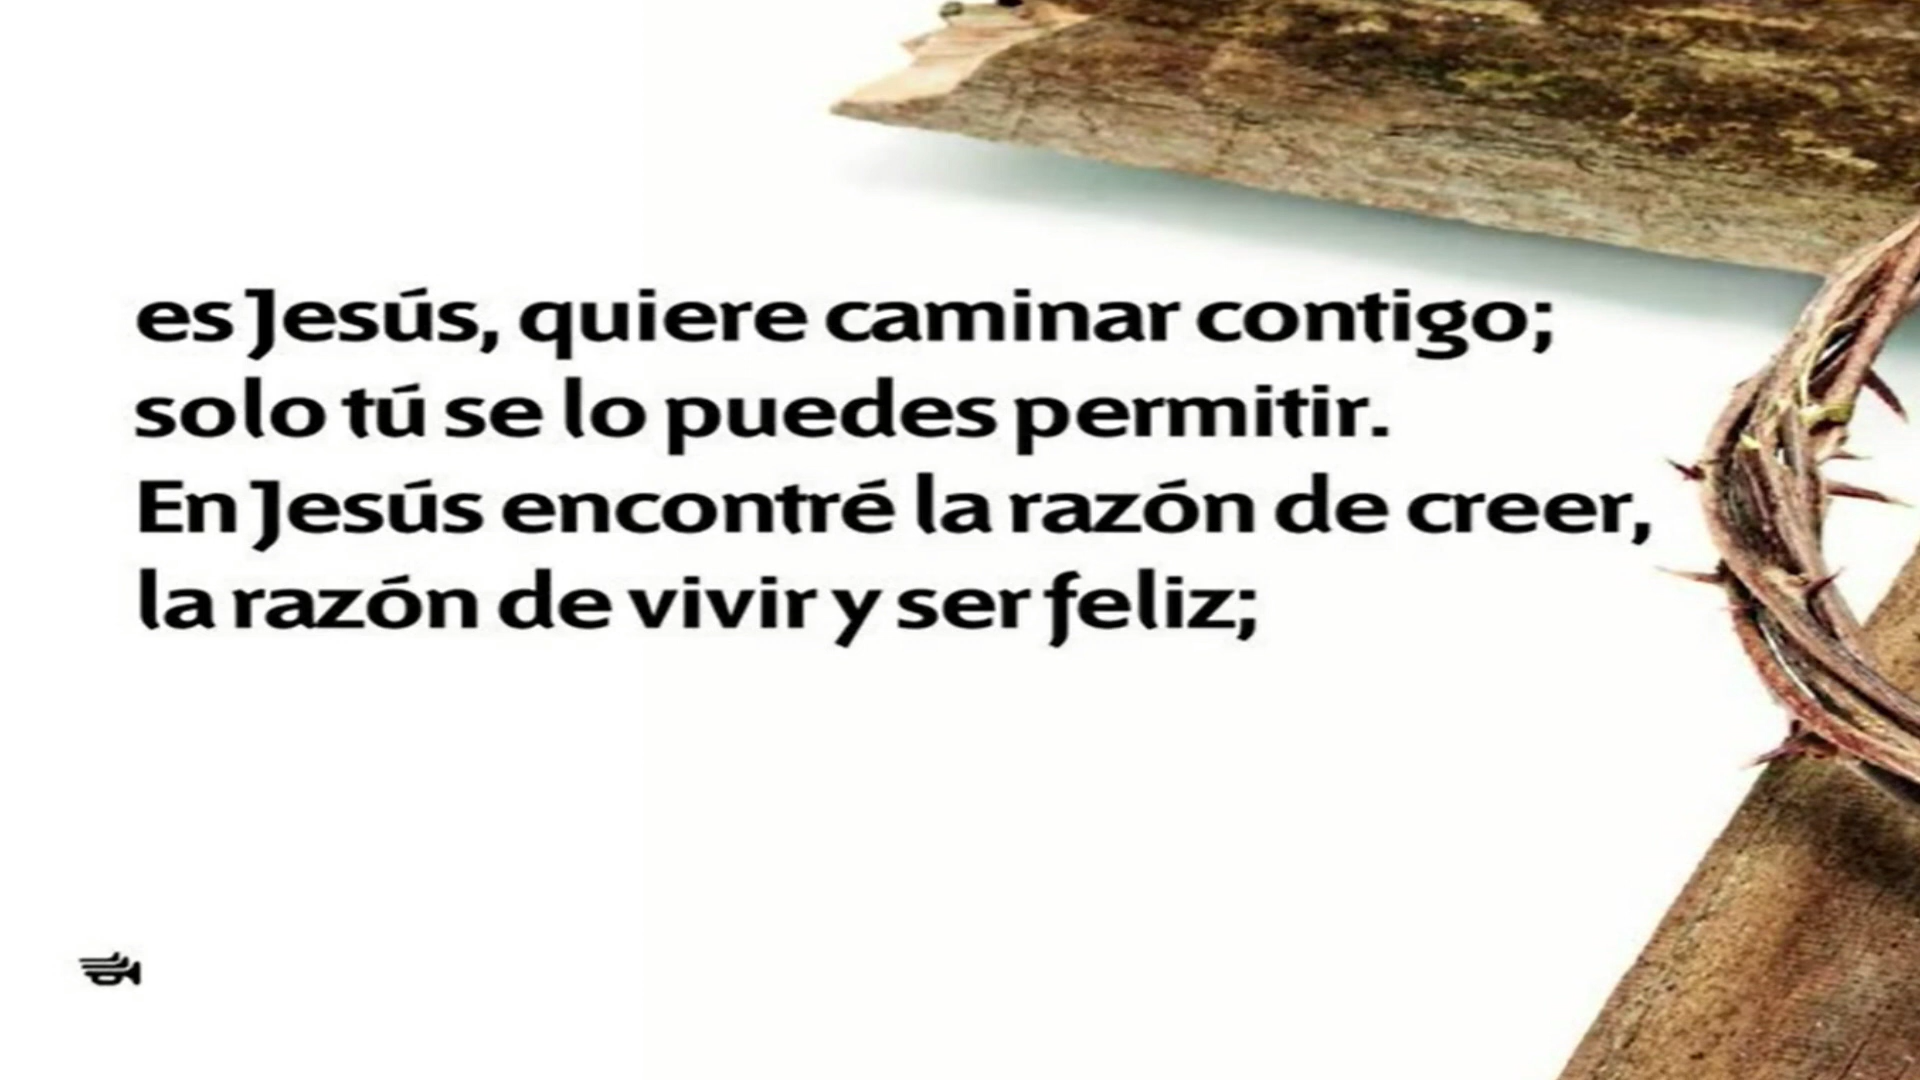 es Jesús, quiere caminar contigo;
solo tú se lo puedes permitir.
En Jesús encontré la razón de creer,
la razón de vivir y ser feliz;